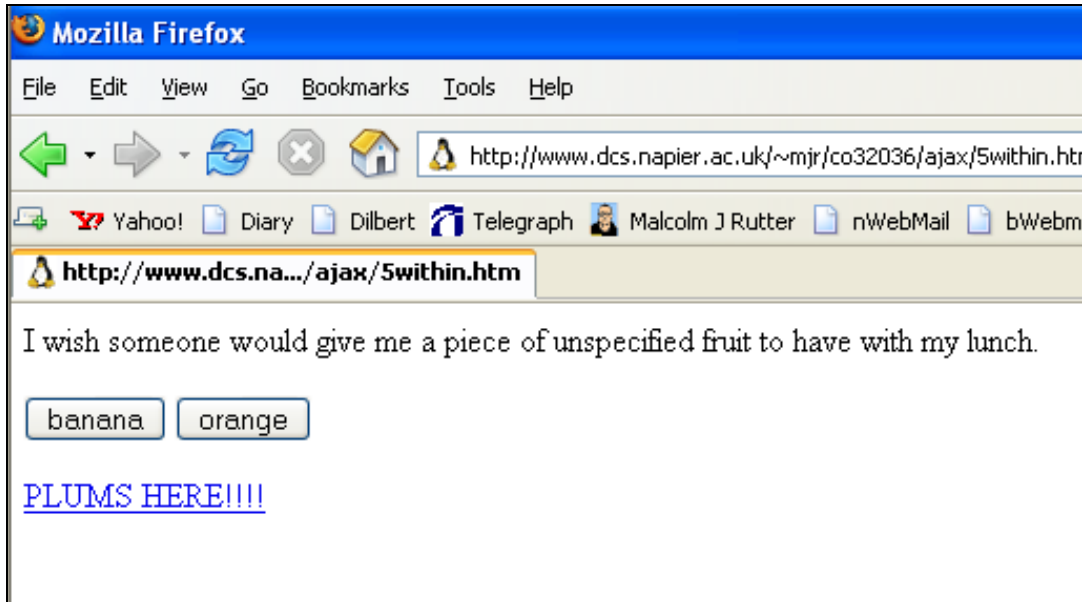 Mozilla Firefox
File Edit View Go Bookmarks Tools Help
http://www.dcs.napier.ac.uk/~mjr/co32036/ajax/5within.htm
Yahoo! Diary Dilbert Telegraph Malcolm J Rutter nWebMail bWebm
http://www.dcs.na.../ajax/5within.htm
I wish someone would give me a piece of unspecified fruit to have with my lunch.
banana orange
PLUMS HERE!!!!